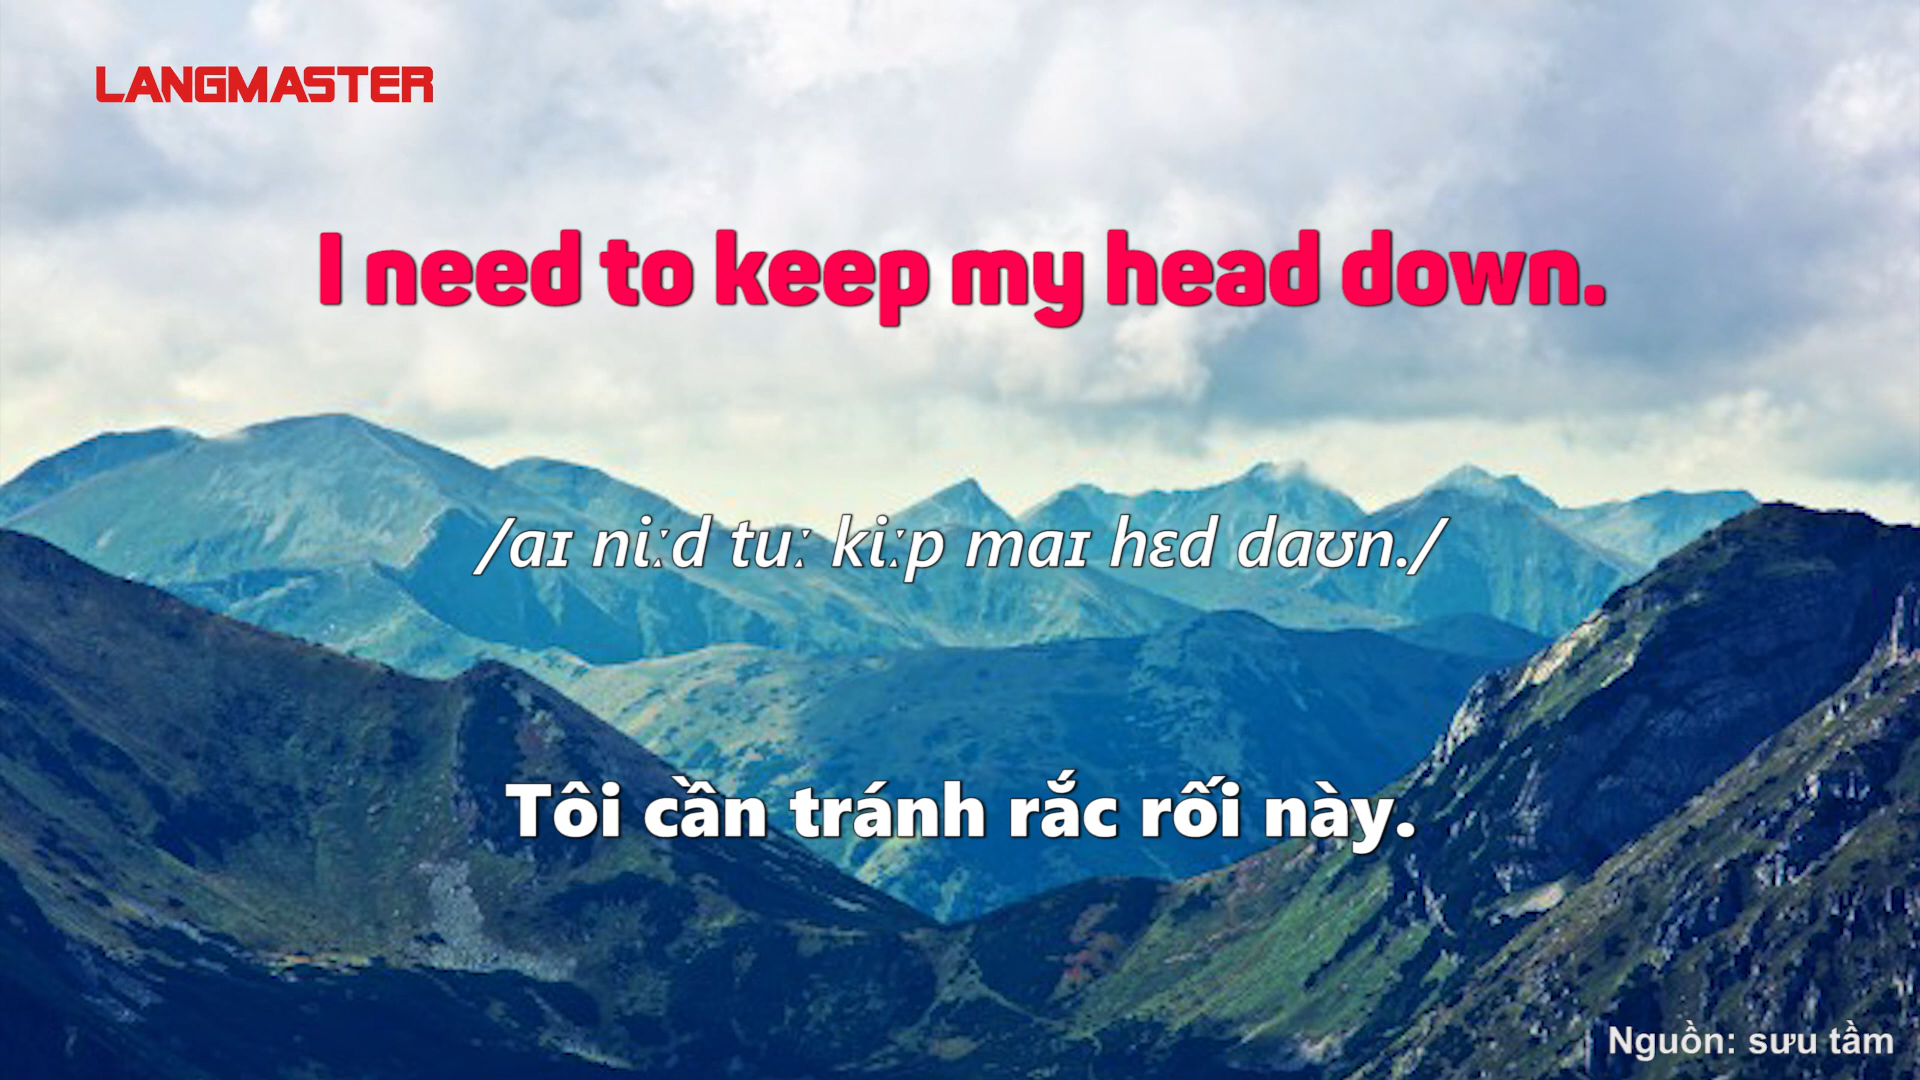 LANGMASTER
I need to keep my head down.
/aɪ niːd tuː kiːp maɪ hɛd daʊn./
Tôi cần tránh rắc rối này.
Nguồn: sưu tầm